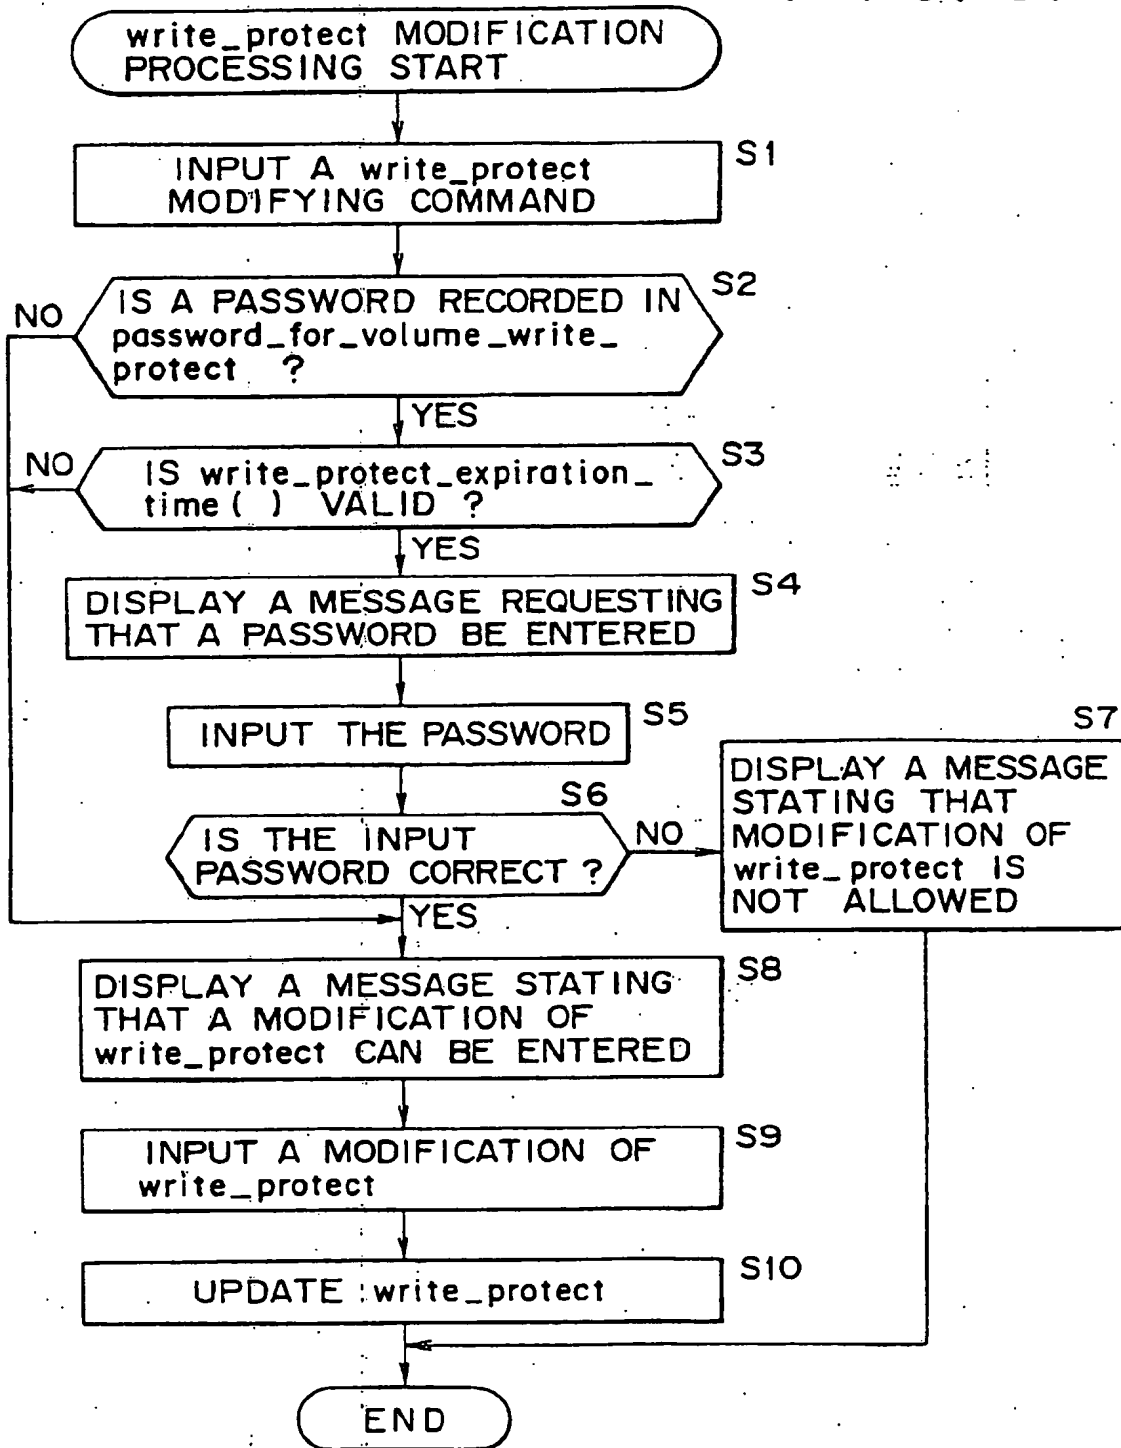 write_protect MODIFICATION
PROCESSING START
S1
INPUT A write_protect
MODIFYING COMMAND
S2
IS A PASSWORD RECORDED IN
password_for_volume_write_
protect ?
NO
YES
S3
IS write_protect_expiration_
time( ) VALID ?
NO
YES
S4
DISPLAY A MESSAGE REQUESTING
THAT A PASSWORD BE ENTERED
S5
INPUT THE PASSWORD
S6
IS THE INPUT
PASSWORD CORRECT ?
NO
S7
DISPLAY A MESSAGE
STATING THAT
MODIFICATION OF
write_protect IS
NOT ALLOWED
YES
S8
DISPLAY A MESSAGE STATING
THAT A MODIFICATION OF
write_protect CAN BE ENTERED
S9
INPUT A MODIFICATION OF
write_protect
S10
UPDATE write_protect
END